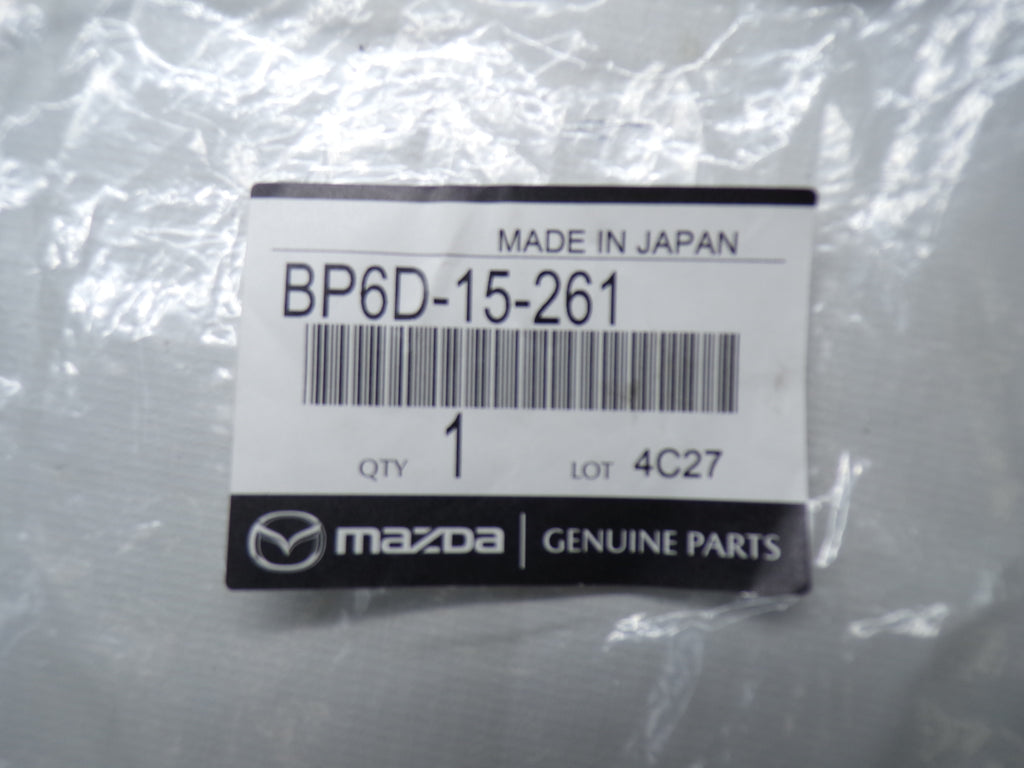 MADE IN JAPAN
BP6D-15-261
QTY 1 LOT 4C27
mazda | GENUINE PARTS